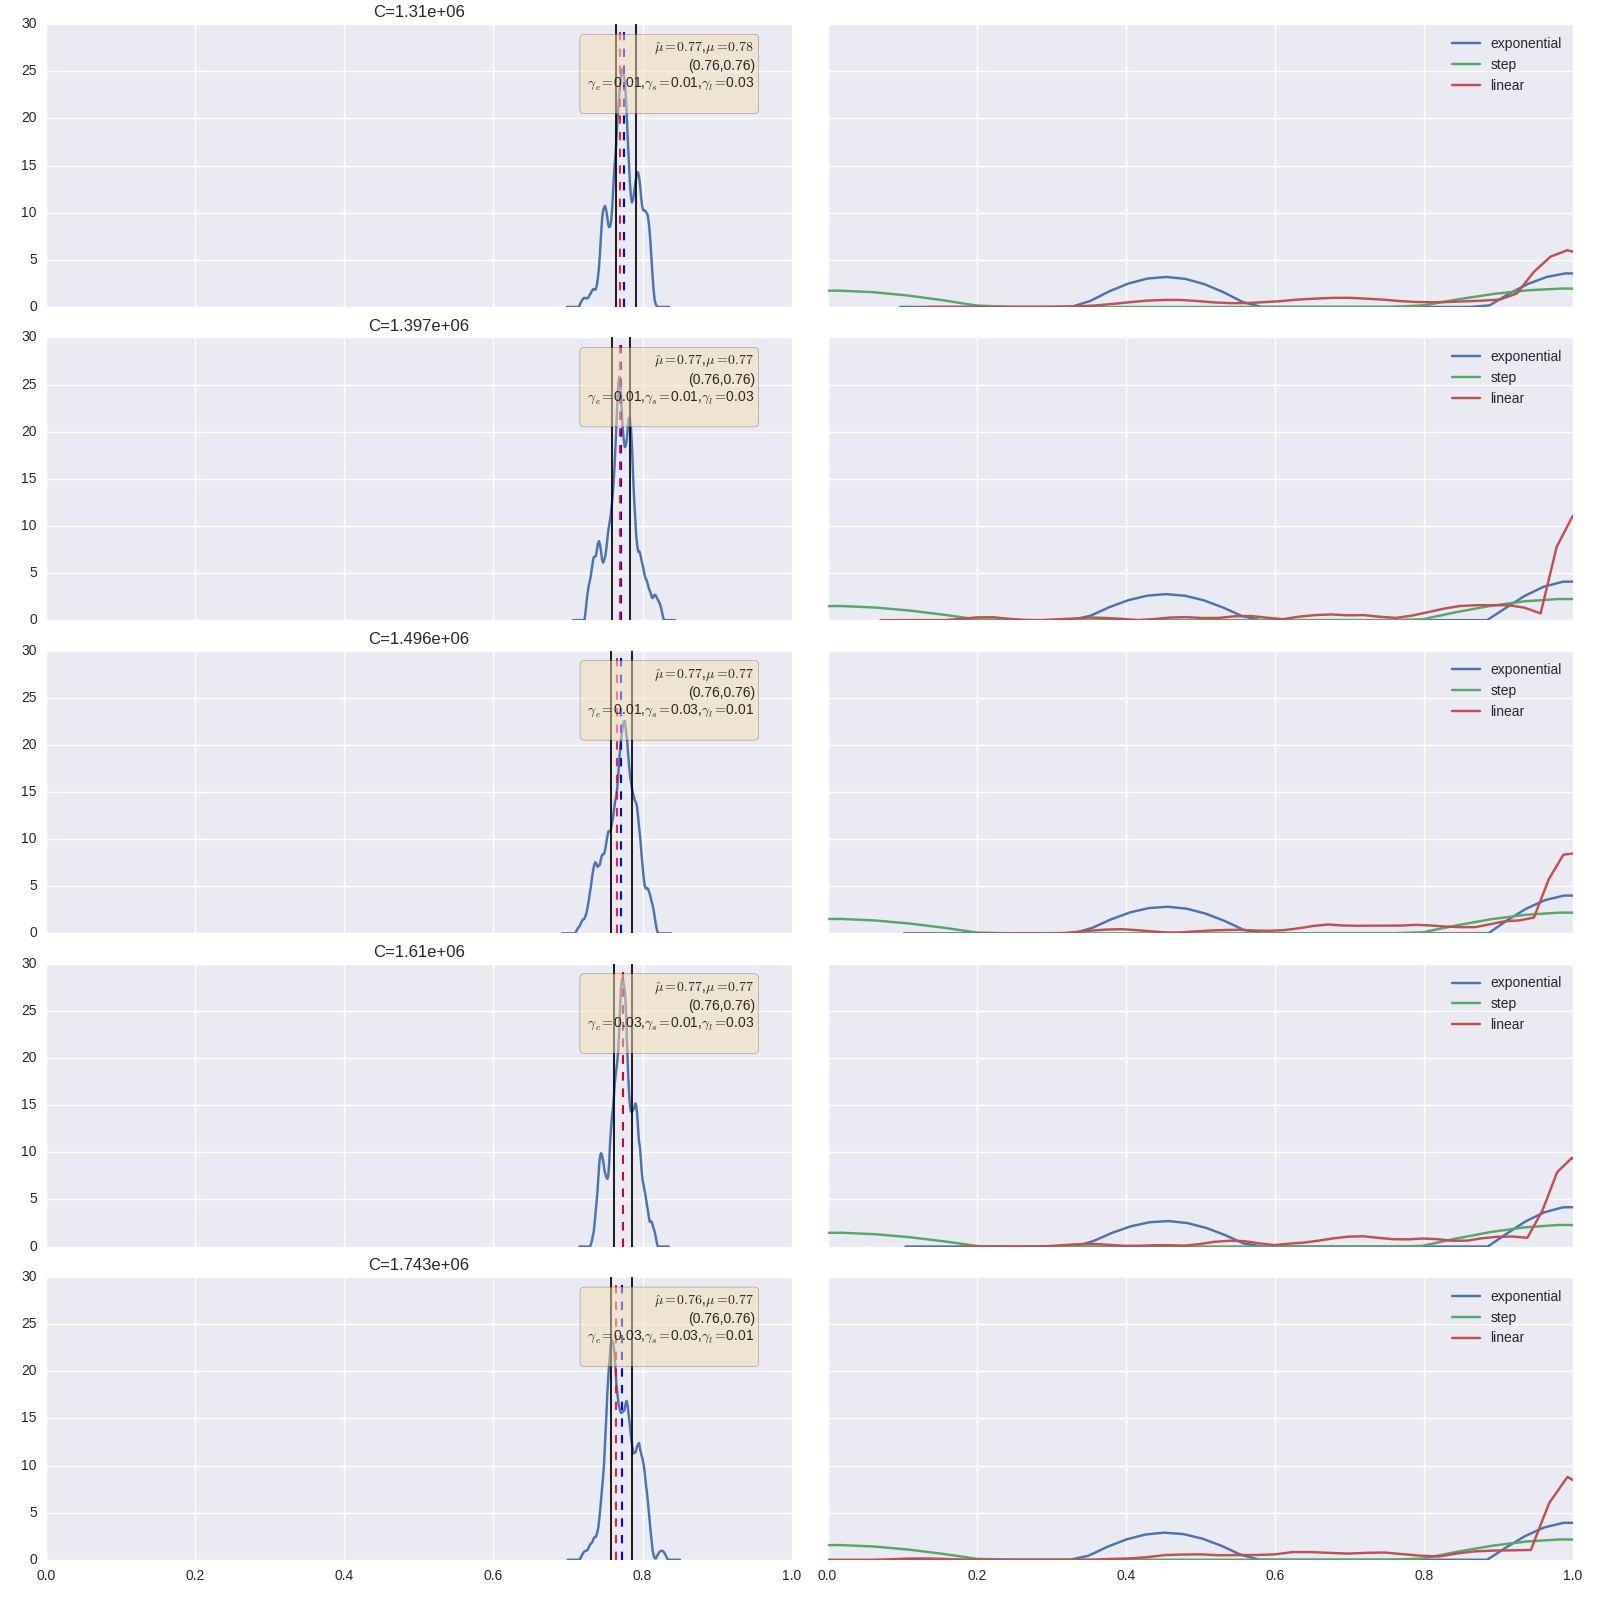 C=1.31e+06
30
25
20
15
10
5
0
μ̂=0.77,μ=0.78
(0.76,0.76)
γₑ=0.01,γₛ=0.01,γₗ=0.03
exponential
step
linear
C=1.397e+06
30
25
20
15
10
5
0
μ̂=0.77,μ=0.77
(0.76,0.76)
γₑ=0.01,γₛ=0.01,γₗ=0.03
exponential
step
linear
C=1.496e+06
30
25
20
15
10
5
0
μ̂=0.77,μ=0.77
(0.76,0.76)
γₑ=0.01,γₛ=0.03,γₗ=0.01
exponential
step
linear
C=1.61e+06
30
25
20
15
10
5
0
μ̂=0.77,μ=0.77
(0.76,0.76)
γₑ=0.03,γₛ=0.01,γₗ=0.03
exponential
step
linear
C=1.743e+06
30
25
20
15
10
5
0
μ̂=0.76,μ=0.77
(0.76,0.76)
γₑ=0.03,γₛ=0.03,γₗ=0.01
exponential
step
linear
0.0 0.2 0.4 0.6 0.8 1.0
0.0 0.2 0.4 0.6 0.8 1.0